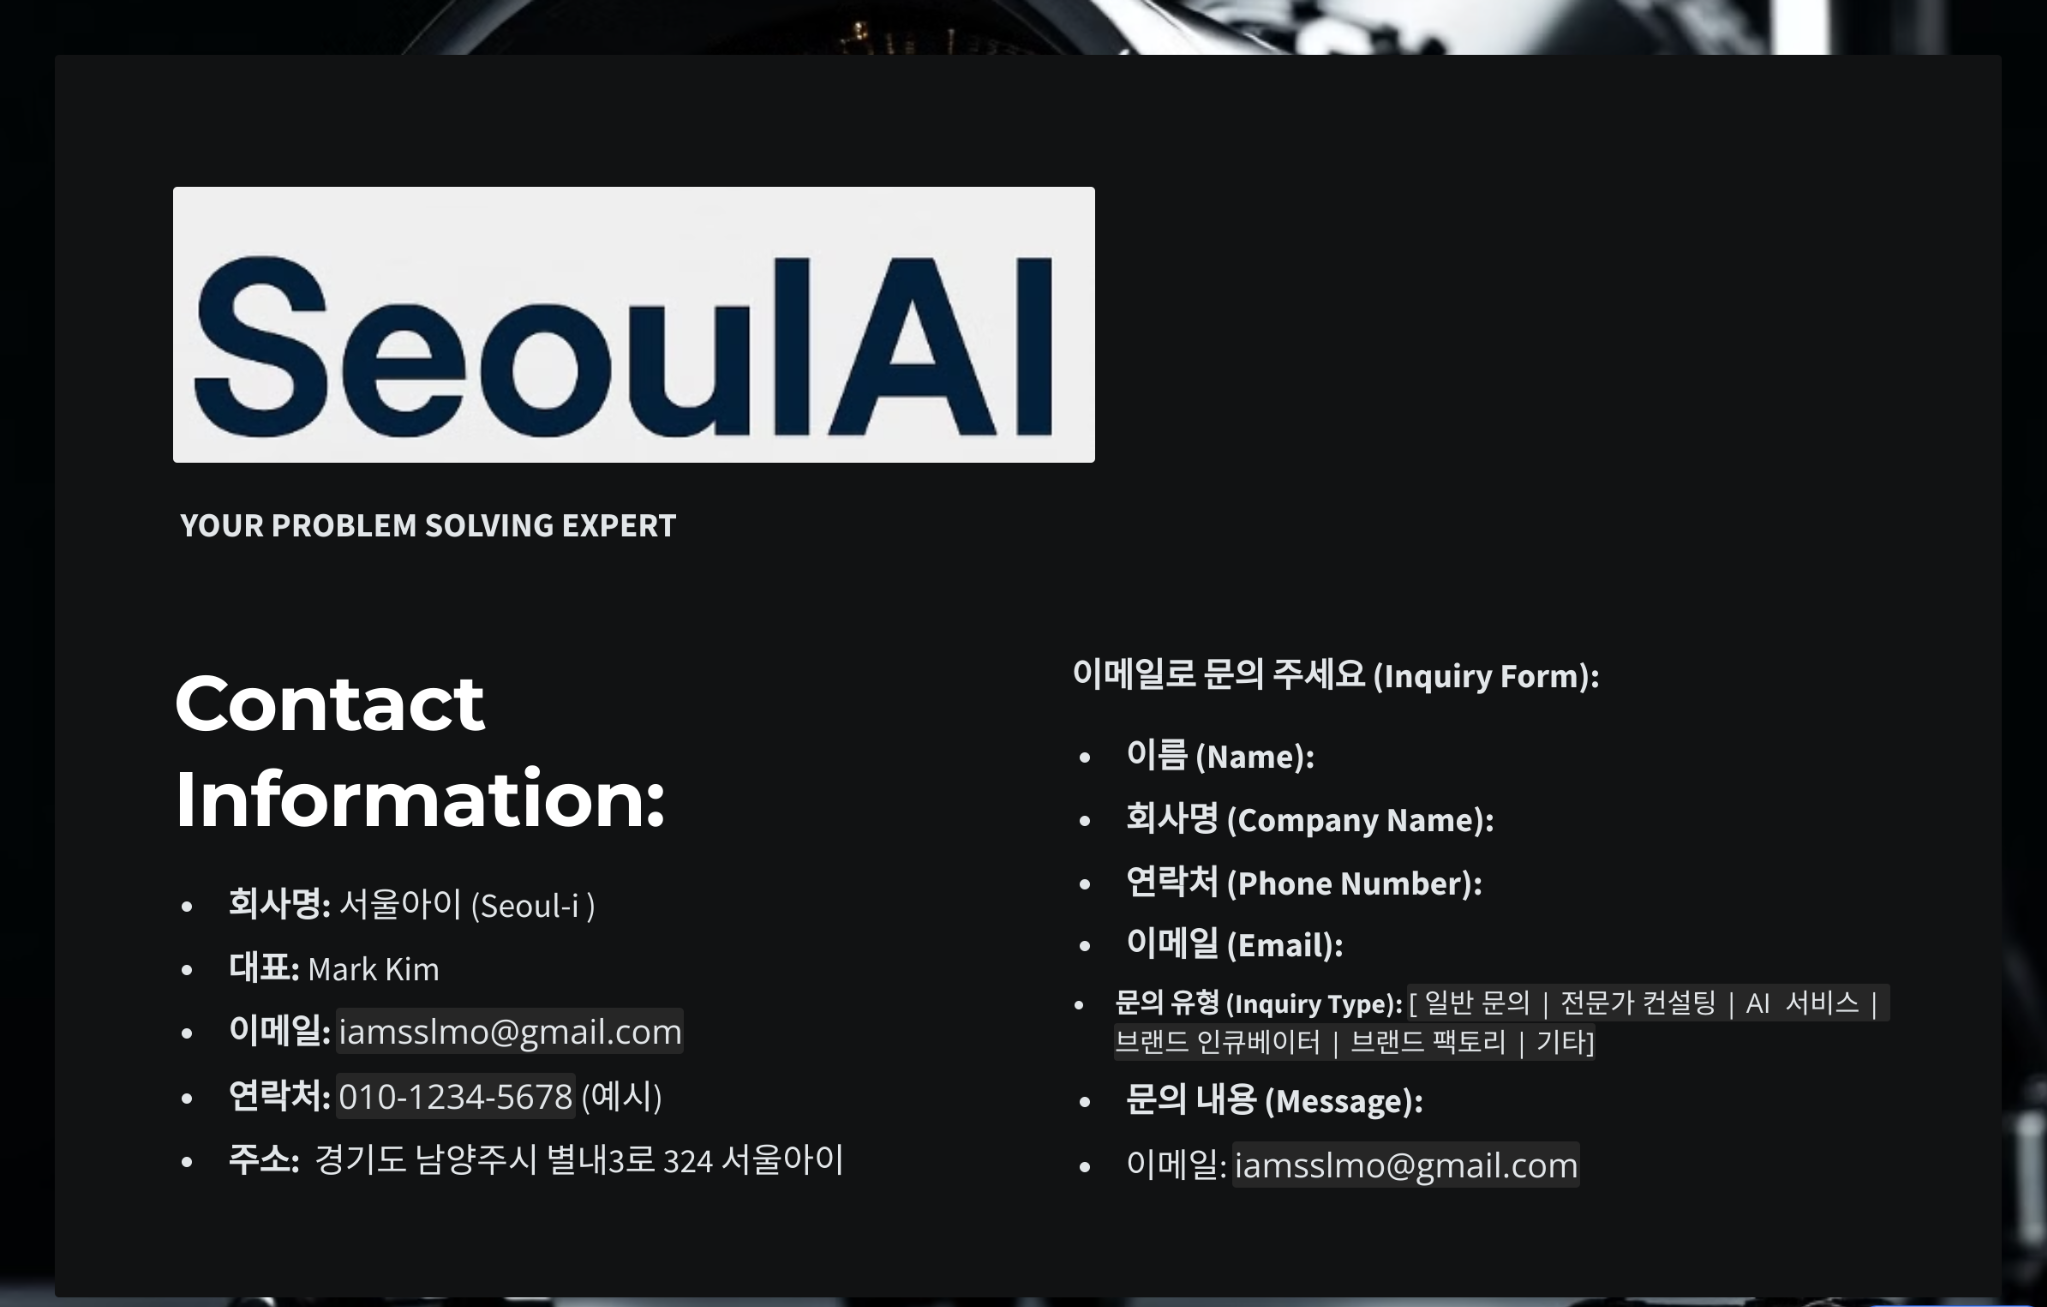 SeoulAI
YOUR PROBLEM SOLVING EXPERT
Contact
Information:
• 회사명: 서울아이 (Seoul-i )
• 대표: Mark Kim
• 이메일: iamsslmo@gmail.com
• 연락처: 010-1234-5678 (예시)
• 주소: 경기도 남양주시 별내3로 324 서울아이
이메일로 문의 주세요 (Inquiry Form):
• 이름 (Name):
• 회사명 (Company Name):
• 연락처 (Phone Number):
• 이메일 (Email):
• 문의 유형 (Inquiry Type): [ 일반 문의 | 전문가 컨설팅 | AI 서비스 |
브랜드 인큐베이터 | 브랜드 팩토리 | 기타]
• 문의 내용 (Message):
• 이메일: iamsslmo@gmail.com